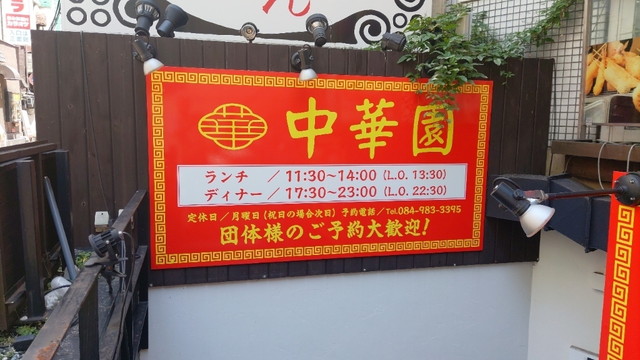 華
中華園
ランチ ／11:30～14:00 (L.O. 13:30)
ディナー／17:30～23:00 (L.O. 22:30)
定休日／月曜日(祝日の場合次日) 予約電話／Tel.084-983-3395
団体様のご予約大歓迎!